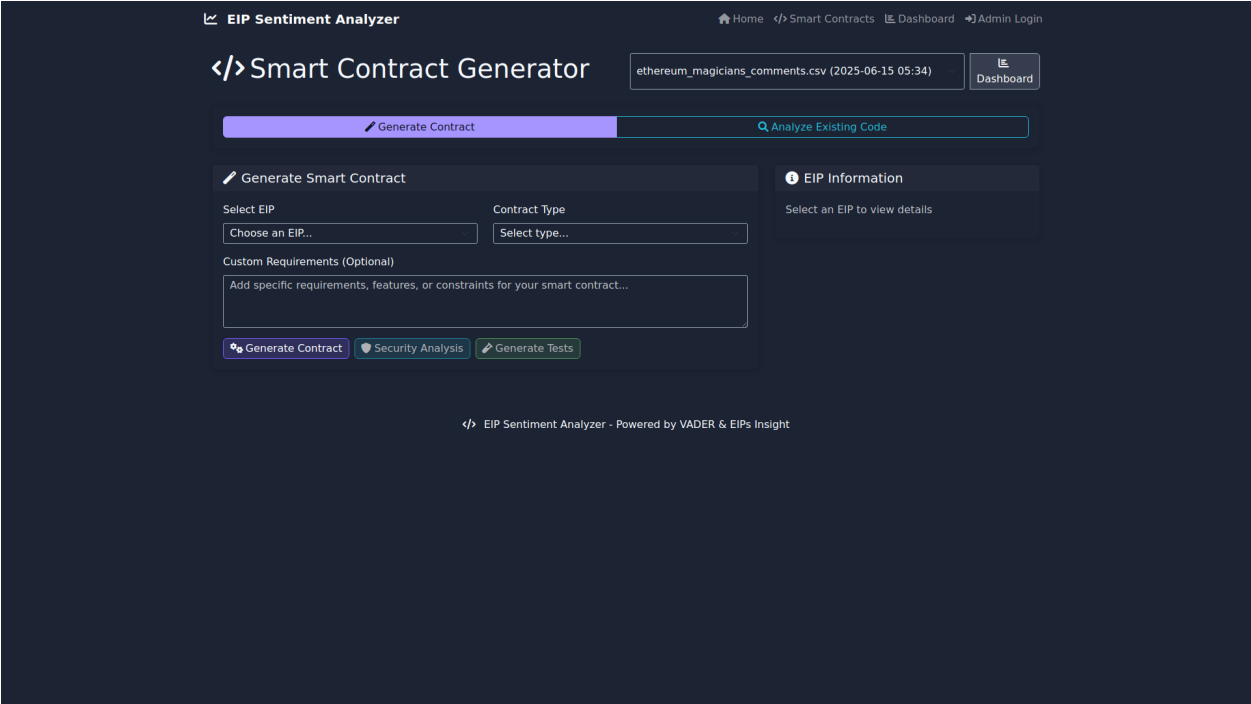 EIP Sentiment Analyzer
Home Smart Contracts Dashboard Admin Login
Smart Contract Generator
ethereum_magicians_comments.csv (2025-06-15 05:34)
Dashboard
Generate Contract
Analyze Existing Code
Generate Smart Contract
Select EIP
Contract Type
Choose an EIP...
Select type...
Custom Requirements (Optional)
Add specific requirements, features, or constraints for your smart contract...
Generate Contract
Security Analysis
Generate Tests
EIP Information
Select an EIP to view details
EIP Sentiment Analyzer - Powered by VADER & EIPs Insight